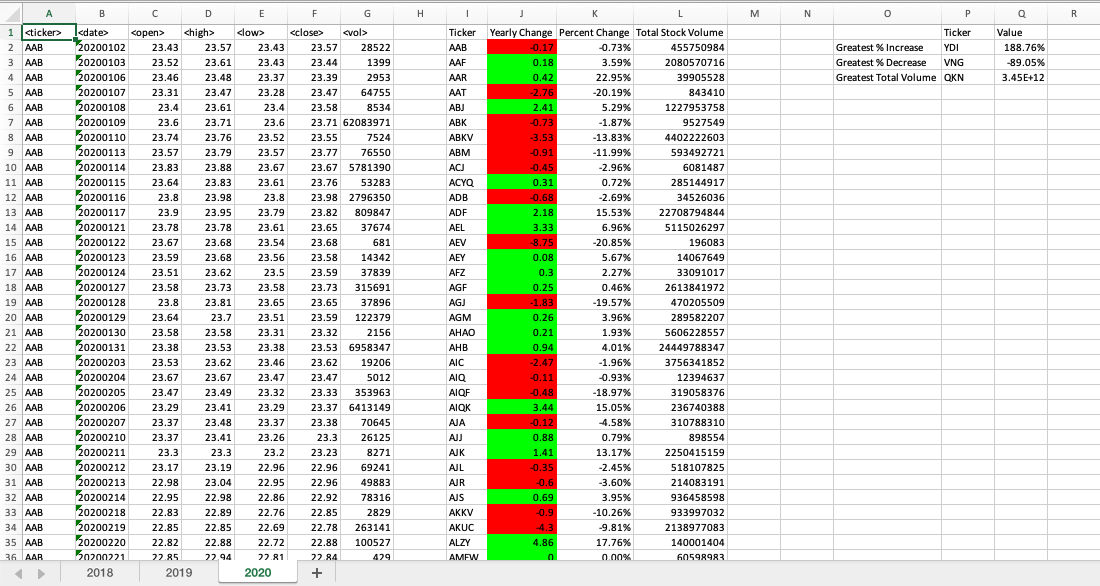 A B C D E F G H I J K L M N O P Q R
1 <ticker> <date> <open> <high> <low> <close> <vol> Ticker Yearly Change Percent Change Total Stock Volume Ticker Value
2 AAB 20200102 23.43 23.57 23.43 23.57 28522 AAB -0.17 -0.73% 455750984 Greatest % Increase YDI 188.76%
3 AAB 20200103 23.52 23.61 23.43 23.44 1399 AAF 0.18 3.59% 2080570716 Greatest % Decrease VNG -89.05%
4 AAB 20200106 23.46 23.48 23.37 23.39 2953 AAR 0.42 22.95% 39905528 Greatest Total Volume QKN 3.45E+12
5 AAB 20200107 23.31 23.47 23.28 23.47 64755 AAT -2.76 -20.19% 843410
6 AAB 20200108 23.4 23.61 23.4 23.58 8534 ABJ 2.41 5.29% 1227953758
7 AAB 20200109 23.6 23.71 23.6 23.71 62083971 ABK -0.73 -1.87% 9527549
8 AAB 20200110 23.74 23.76 23.52 23.55 7524 ABKV -3.53 -13.83% 4402222603
9 AAB 20200113 23.57 23.79 23.57 23.77 76550 ABM -0.91 -11.99% 593492721
10 AAB 20200114 23.83 23.88 23.67 23.67 5781390 ACJ -0.45 -2.96% 6081487
11 AAB 20200115 23.64 23.83 23.61 23.76 53283 ACYQ 0.31 0.72% 285144917
12 AAB 20200116 23.8 23.98 23.8 23.98 2796350 ADB -0.68 -2.69% 34526036
13 AAB 20200117 23.9 23.95 23.79 23.82 809847 ADF 2.18 15.53% 22708794844
14 AAB 20200121 23.78 23.78 23.61 23.65 37674 AEL 3.33 6.96% 5115026297
15 AAB 20200122 23.67 23.68 23.54 23.68 681 AEV -8.75 -20.85% 196083
16 AAB 20200123 23.59 23.68 23.56 23.58 14342 AEY 0.08 5.67% 14067649
17 AAB 20200124 23.51 23.62 23.5 23.59 37839 AFZ 0.3 2.27% 33091017
18 AAB 20200127 23.58 23.73 23.58 23.73 315691 AGF 0.25 0.46% 2613841972
19 AAB 20200128 23.8 23.81 23.65 23.65 37896 AGJ -1.83 -19.57% 470205509
20 AAB 20200129 23.64 23.7 23.51 23.59 122379 AGM 0.26 3.96% 289582207
21 AAB 20200130 23.58 23.58 23.31 23.32 2156 AHAO 0.21 1.93% 5606228557
22 AAB 20200131 23.38 23.53 23.38 23.53 6958347 AHB 0.94 4.01% 24449788347
23 AAB 20200203 23.53 23.62 23.46 23.62 19206 AIC -2.47 -1.96% 3756341852
24 AAB 20200204 23.67 23.67 23.47 23.47 5012 AIQ -0.11 -0.93% 12394637
25 AAB 20200205 23.47 23.49 23.32 23.33 353963 AIQF -0.48 -18.97% 319058376
26 AAB 20200206 23.29 23.41 23.29 23.37 6413149 AIQK 3.44 15.05% 236740388
27 AAB 20200207 23.37 23.48 23.37 23.38 70645 AJA -0.12 -4.58% 310788310
28 AAB 20200210 23.37 23.41 23.26 23.3 26125 AJJ 0.88 0.79% 898554
29 AAB 20200211 23.3 23.3 23.2 23.23 8271 AJK 1.41 13.17% 2250415159
30 AAB 20200212 23.17 23.19 22.96 22.96 69241 AJL -0.35 -2.45% 518107825
31 AAB 20200213 22.98 23.04 22.95 22.96 49883 AJR -0.6 -3.60% 214083191
32 AAB 20200214 22.95 22.98 22.86 22.92 78316 AJS 0.69 3.95% 936458598
33 AAB 20200218 22.83 22.89 22.76 22.85 2829 AKKV -0.9 -10.26% 933997032
34 AAB 20200219 22.85 22.85 22.69 22.78 263141 AKUC -4.3 -9.81% 2138977083
35 AAB 20200220 22.82 22.88 22.72 22.88 100527 ALZY 4.86 17.76% 140001404
36 AAB 20200221 22.85 22.94 22.81 22.84 429 AMEW 0 0.00% 60598983
2018 2019 2020 +